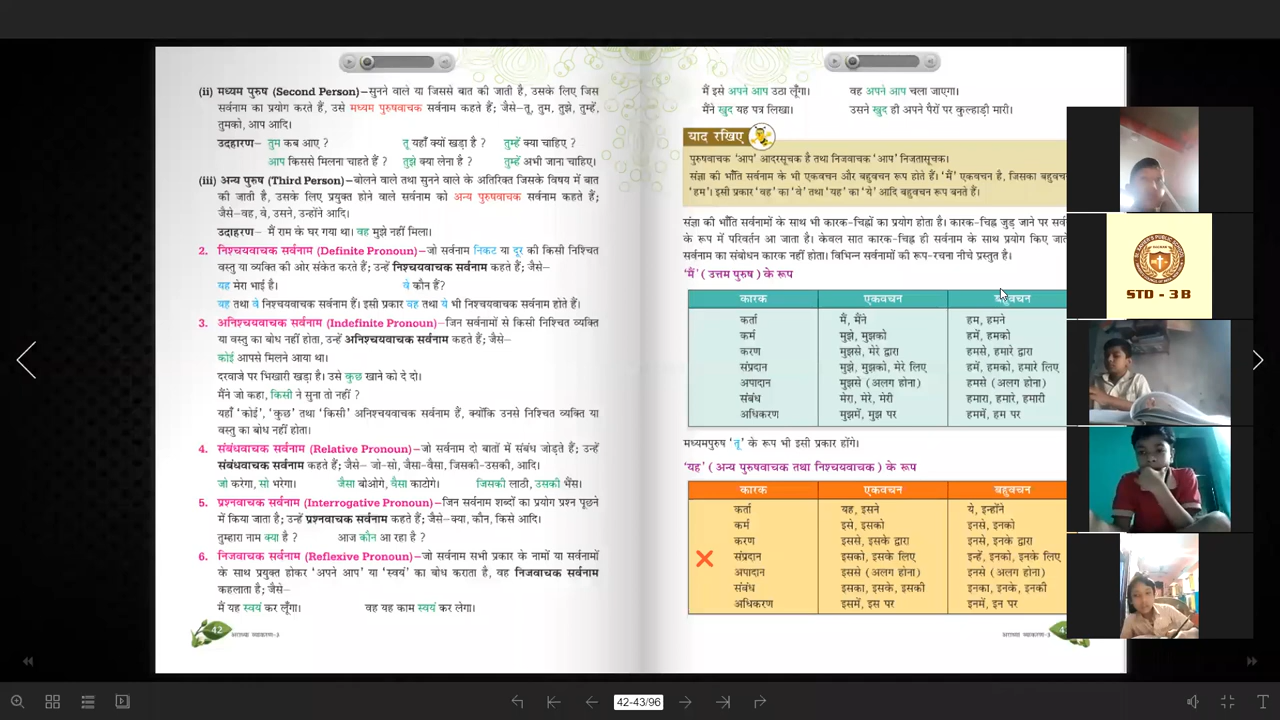 (ii) मध्यम पुरुष (Second Person)–सुनने वाले या जिससे बात की जाती है, उसके लिए जिस
सर्वनाम का प्रयोग करते हैं, उसे मध्यम पुरुषवाचक सर्वनाम कहते हैं; जैसे–तू, तुम, तुझे, तुम्हें,
तुमको, आप आदि।
उदाहरण– तुम कब आए ? तू यहाँ क्यों खड़ा है ? तुम्हें क्या चाहिए ?
आप किससे मिलना चाहते हैं ? तुझे क्या लेना है ? तुम्हें अभी जाना चाहिए।
(iii) अन्य पुरुष (Third Person)–बोलने वाले तथा सुनने वाले के अतिरिक्त जिसके विषय में बात
की जाती है, उसके लिए प्रयुक्त होने वाले सर्वनाम को अन्य पुरुषवाचक सर्वनाम कहते हैं;
जैसे–वह, वे, उसने, उन्होंने आदि।
उदाहरण– मैं राम के घर गया था। वह मुझे नहीं मिला।
2. निश्चयवाचक सर्वनाम (Definite Pronoun)–जो सर्वनाम निकट या दूर की किसी निश्चित
वस्तु या व्यक्ति की ओर संकेत करते हैं; उन्हें निश्चयवाचक सर्वनाम कहते हैं; जैसे–
यह मेरा भाई है। वे कौन हैं?
यह तथा वे निश्चयवाचक सर्वनाम हैं। इसी प्रकार वह तथा ये भी निश्चयवाचक सर्वनाम होते हैं।
3. अनिश्चयवाचक सर्वनाम (Indefinite Pronoun)–जिन सर्वनामों से किसी निश्चित व्यक्ति
या वस्तु का बोध नहीं होता, उन्हें अनिश्चयवाचक सर्वनाम कहते हैं; जैसे–
कोई आपसे मिलने आया था।
दरवाजे पर भिखारी खड़ा है। उसे कुछ खाने को दे दो।
मैंने जो कहा, किसी ने सुना तो नहीं ?
यहाँ 'कोई', 'कुछ' तथा 'किसी' अनिश्चयवाचक सर्वनाम हैं, क्योंकि उनसे निश्चित व्यक्ति या
वस्तु का बोध नहीं होता।
4. संबंधवाचक सर्वनाम (Relative Pronoun)–जो सर्वनाम दो बातों में संबंध जोड़ते हैं; उन्हें
संबंधवाचक सर्वनाम कहते हैं; जैसे– जो-सो, जैसा-वैसा, जिसकी-उसकी, आदि।
जो करेगा, सो भरेगा। जैसा बोओगे, वैसा काटोगे। जिसकी लाठी, उसकी भैंस।
5. प्रश्नवाचक सर्वनाम (Interrogative Pronoun)–जिन सर्वनाम शब्दों का प्रयोग प्रश्न पूछने
में किया जाता है; उन्हें प्रश्नवाचक सर्वनाम कहते हैं; जैसे–क्या, कौन, किसे आदि।
तुम्हारा नाम क्या है ? आज कौन आ रहा है ?
6. निजवाचक सर्वनाम (Reflexive Pronoun)–जो सर्वनाम सभी प्रकार के नामों या सर्वनामों
के साथ प्रयुक्त होकर 'अपने आप' या 'स्वयं' का बोध कराता है, वह निजवाचक सर्वनाम
कहलाता है; जैसे–
मैं यह स्वयं कर लूँगा। वह यह काम स्वयं कर लेगा।
42 व्याकरण-3
मैं इसे अपने आप उठा लूँगा। वह अपने आप चला जाएगा।
मैंने खुद यह पत्र लिखा। उसने खुद ही अपने पैरों पर कुल्हाड़ी मारी।
याद रखिए
पुरुषवाचक 'आप' आदरसूचक है तथा निजवाचक 'आप' निजतासूचक।
संज्ञा की भाँति सर्वनाम के भी एकवचन और बहुवचन रूप होते हैं। 'मैं' एकवचन है, जिसका बहुवचन
'हम'। इसी प्रकार 'वह' का 'वे' तथा 'यह' का 'ये' आदि बहुवचन रूप बनते हैं।
संज्ञा की भाँति सर्वनामों के साथ भी कारक-चिह्नों का प्रयोग होता है। कारक-चिह्न जुड़ जाने पर
के रूप में परिवर्तन आ जाता है। केवल सात कारक-चिह्न ही सर्वनाम के साथ प्रयोग किए
सर्वनाम का संबोधन कारक नहीं होता। विभिन्न सर्वनामों की रूप-रचना नीचे प्रस्तुत है।
'मैं' ( उत्तम पुरुष ) के रूप
कारक एकवचन बहुवचन
कर्ता मैं, मैंने हम, हमने
कर्म मुझे, मुझको हमें, हमको
करण मुझसे, मेरे द्वारा हमसे, हमारे द्वारा
संप्रदान मुझे, मुझको, मेरे लिए हमें, हमको, हमारे लिए
अपादान मुझसे (अलग होना) हमसे (अलग होना)
संबंध मेरा, मेरे, मेरी हमारा, हमारे, हमारी
अधिकरण मुझमें, मुझ पर हममें, हम पर
मध्यमपुरुष 'तू' के रूप भी इसी प्रकार होंगे।
'यह' ( अन्य पुरुषवाचक तथा निश्चयवाचक ) के रूप
कारक एकवचन बहुवचन
कर्ता यह, इसने ये, इन्होंने
कर्म इसे, इसको इनसे, इनको
करण इससे, इसके द्वारा इनसे, इनके द्वारा
संप्रदान इसको, इसके लिए इन्हें, इनको, इनके लिए
अपादान इससे (अलग होना) इनसे (अलग होना)
संबंध इसका, इसके, इसकी इनका, इनके, इनकी
अधिकरण इसमें, इस पर इनमें, इन पर
व्याकरण-3
STD - 3 B
42-43/96